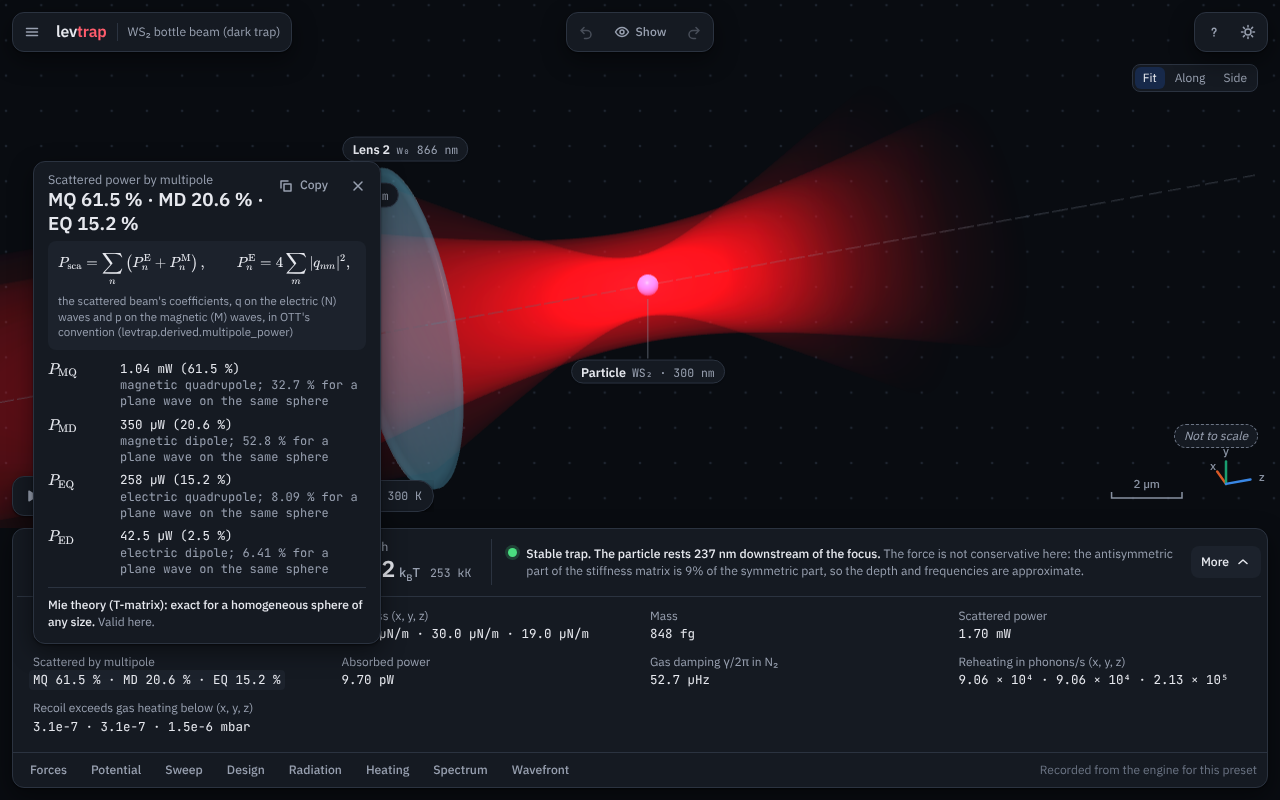 levtrap
WS₂ bottle beam (dark trap)
Show
?
Fit Along Side
Lens 2 w₀ 866 nm
m
Scattered power by multipole
Copy
MQ 61.5 % · MD 20.6 % ·
EQ 15.2 %
P_sca = ∑_n (P_n^E + P_n^M), P_n^E = 4 ∑_m |q_nm|²,
the scattered beam's coefficients, q on the electric (N)
waves and p on the magnetic (M) waves, in OTT's
convention (levtrap.derived.multipole_power)
P_MQ 1.04 mW (61.5 %)
magnetic quadrupole; 32.7 % for a
plane wave on the same sphere
P_MD 350 µW (20.6 %)
magnetic dipole; 52.8 % for a
plane wave on the same sphere
P_EQ 258 µW (15.2 %)
electric quadrupole; 8.09 % for a
plane wave on the same sphere
P_ED 42.5 µW (2.5 %)
electric dipole; 6.41 % for a
plane wave on the same sphere
Mie theory (T-matrix): exact for a homogeneous sphere of
any size. Valid here.
Particle WS₂ · 300 nm
Not to scale
y
x
z
2 µm
300 K
h
2 k_BT 253 kK
Stable trap. The particle rests 237 nm downstream of the focus. The force is not conservative here: the antisymmetric
part of the stiffness matrix is 9% of the symmetric part, so the depth and frequencies are approximate.
More
ss (x, y, z)
µN/m · 30.0 µN/m · 19.0 µN/m
Mass
848 fg
Scattered power
1.70 mW
Scattered by multipole
MQ 61.5 % · MD 20.6 % · EQ 15.2 %
Absorbed power
9.70 pW
Gas damping γ/2π in N₂
52.7 µHz
Reheating in phonons/s (x, y, z)
9.06 × 10⁴ · 9.06 × 10⁴ · 2.13 × 10⁵
Recoil exceeds gas heating below (x, y, z)
3.1e-7 · 3.1e-7 · 1.5e-6 mbar
Forces Potential Sweep Design Radiation Heating Spectrum Wavefront
Recorded from the engine for this preset